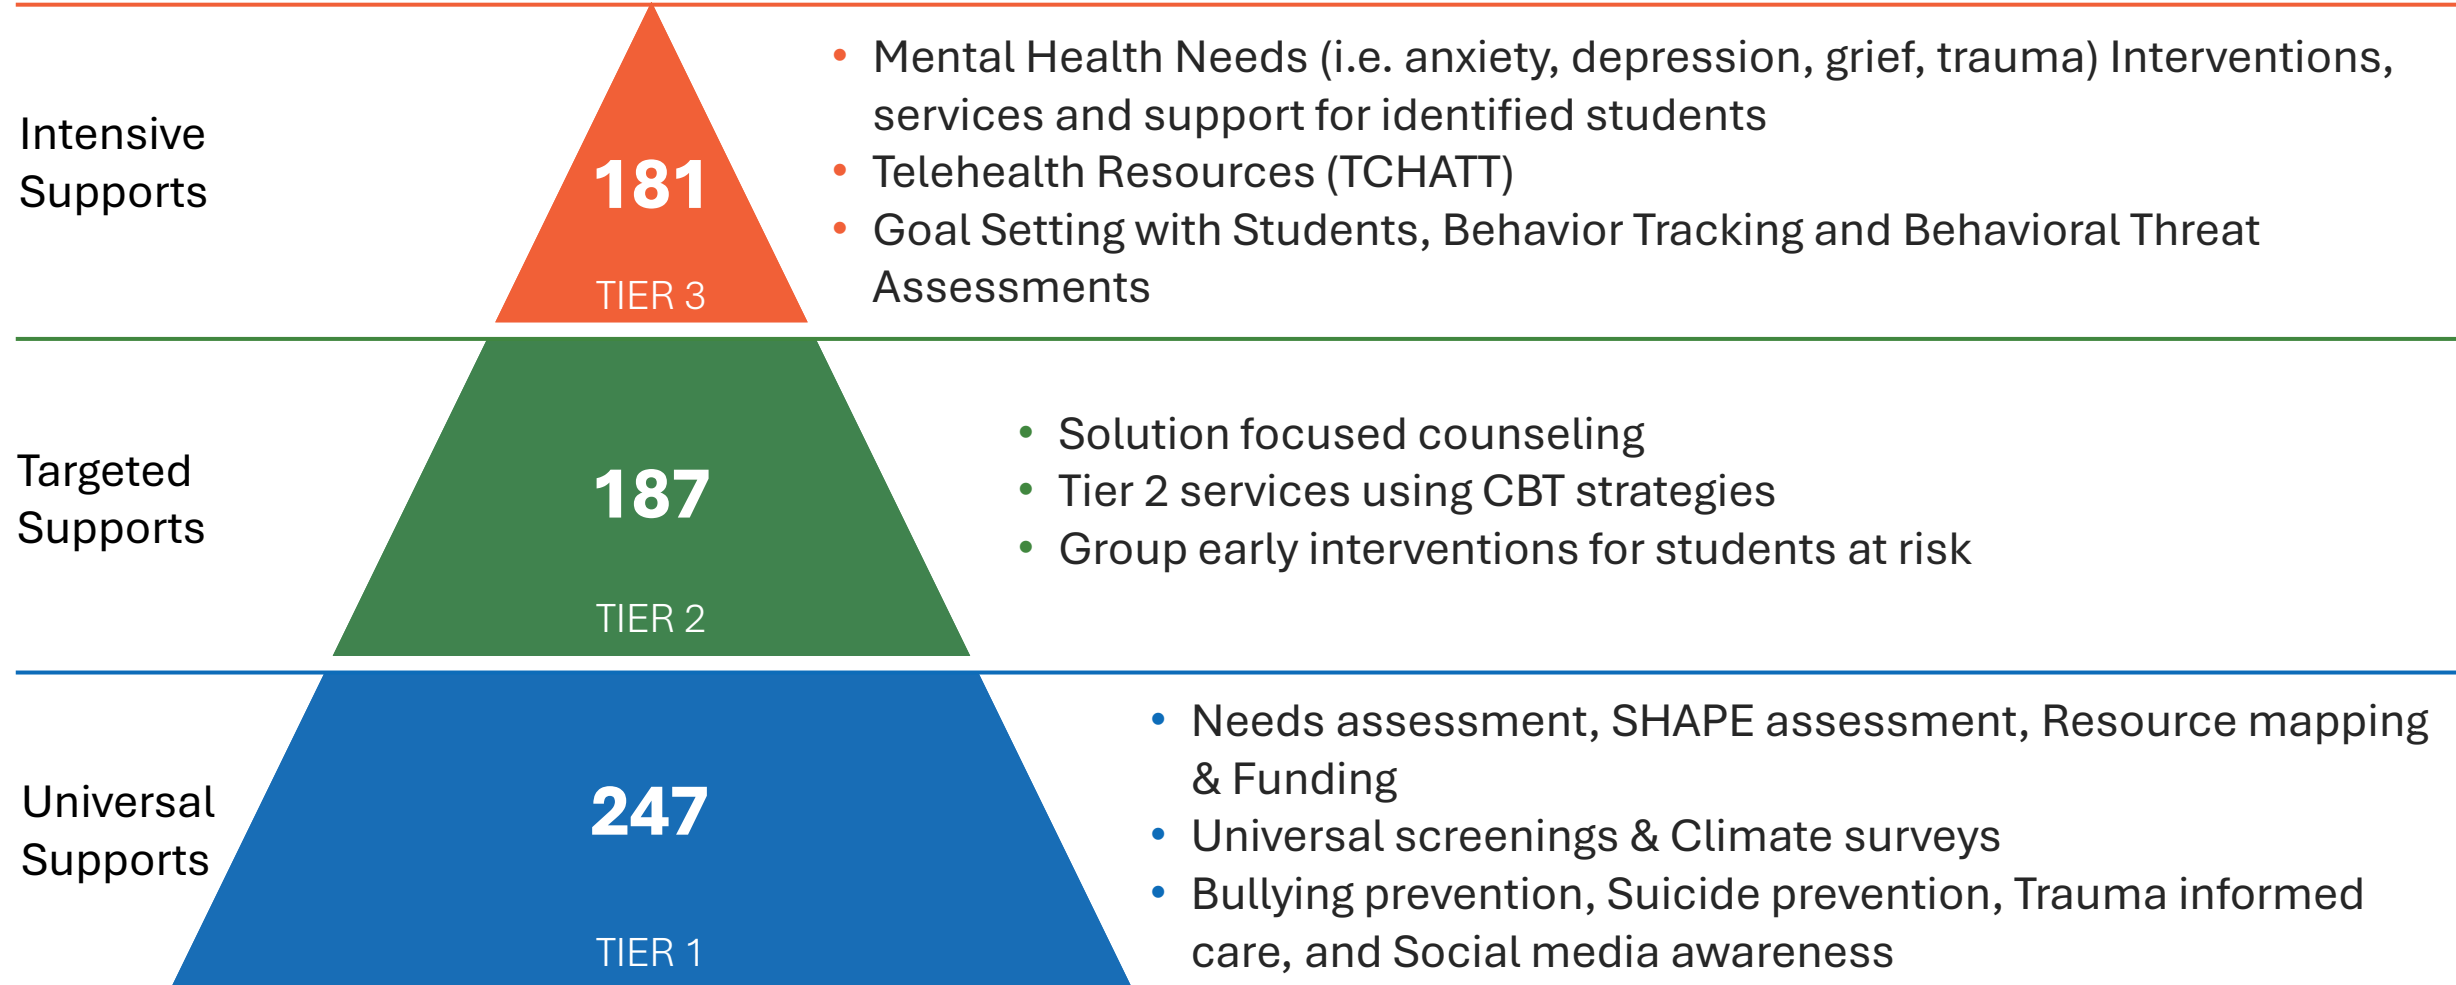 Intensive
Supports
181
TIER 3
• Mental Health Needs (i.e. anxiety, depression, grief, trauma) Interventions,
services and support for identified students
• Telehealth Resources (TCHATT)
• Goal Setting with Students, Behavior Tracking and Behavioral Threat
Assessments
Targeted
Supports
187
TIER 2
• Solution focused counseling
• Tier 2 services using CBT strategies
• Group early interventions for students at risk
Universal
Supports
247
TIER 1
• Needs assessment, SHAPE assessment, Resource mapping
& Funding
• Universal screenings & Climate surveys
• Bullying prevention, Suicide prevention, Trauma informed
care, and Social media awareness